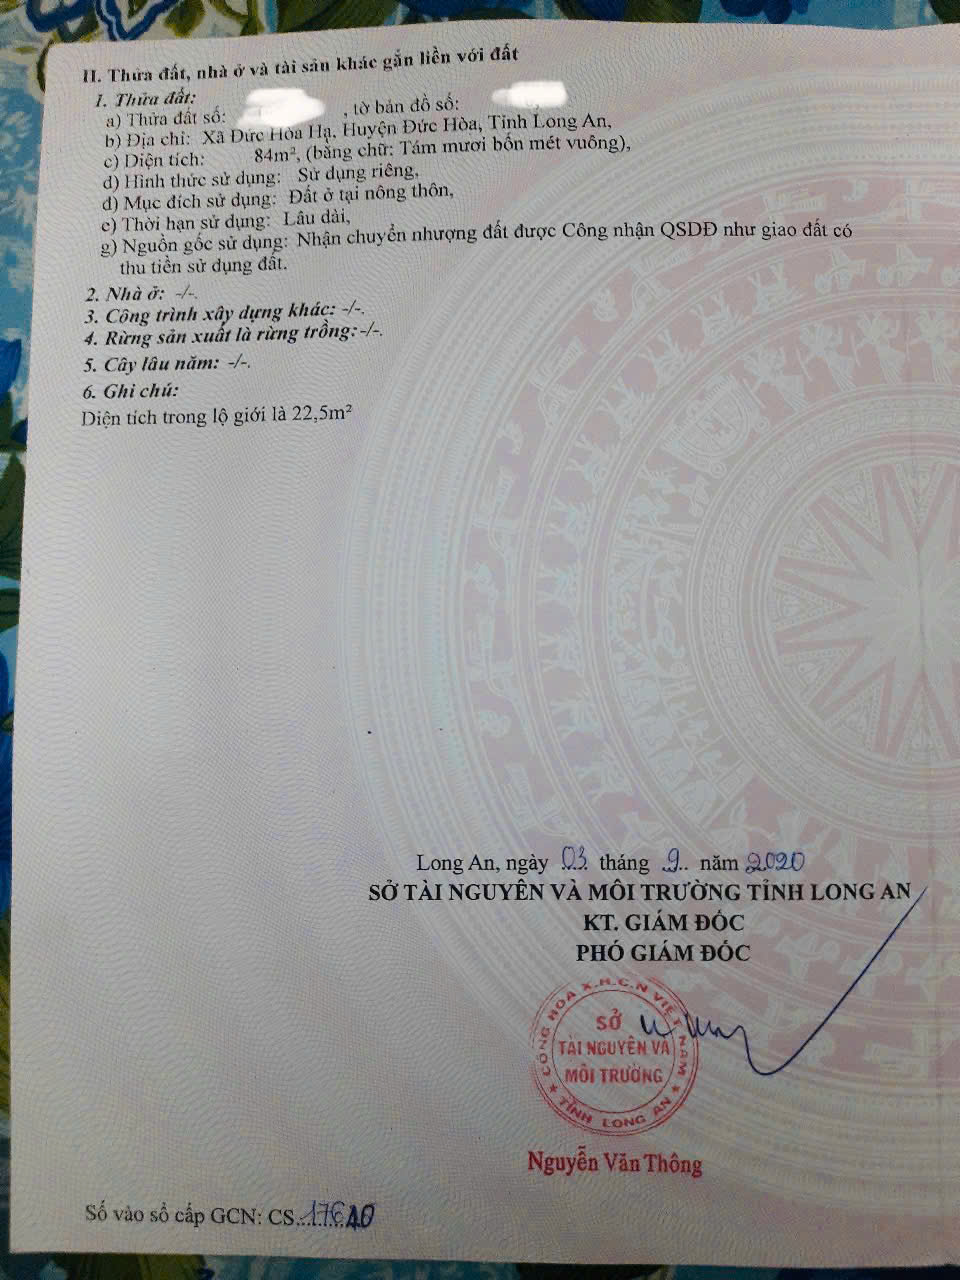 II. Thửa đất, nhà ở và tài sản khác gắn liền với đất
1. Thửa đất:
a) Thửa đất số: , tờ bản đồ số: ,
b) Địa chỉ: Xã Đức Hòa Hạ, Huyện Đức Hòa, Tỉnh Long An,
c) Diện tích: 84m², (bằng chữ: Tám mươi bốn mét vuông),
d) Hình thức sử dụng: Sử dụng riêng,
đ) Mục đích sử dụng: Đất ở tại nông thôn,
e) Thời hạn sử dụng: Lâu dài,
g) Nguồn gốc sử dụng: Nhận chuyển nhượng đất được Công nhận QSDĐ như giao đất có
thu tiền sử dụng đất.
2. Nhà ở: -/-.
3. Công trình xây dựng khác: -/-.
4. Rừng sản xuất là rừng trồng: -/-.
5. Cây lâu năm: -/-.
6. Ghi chú:
Diện tích trong lộ giới là 22,5m²
Long An, ngày 03 tháng 9 năm 2020
SỞ TÀI NGUYÊN VÀ MÔI TRƯỜNG TỈNH LONG AN
KT. GIÁM ĐỐC
PHÓ GIÁM ĐỐC
CỘNG HÒA X.H.C.N VIỆT NAM
SỞ
TÀI NGUYÊN VÀ
MÔI TRƯỜNG
TỈNH LONG AN
Nguyễn Văn Thông
Số vào sổ cấp GCN: CS